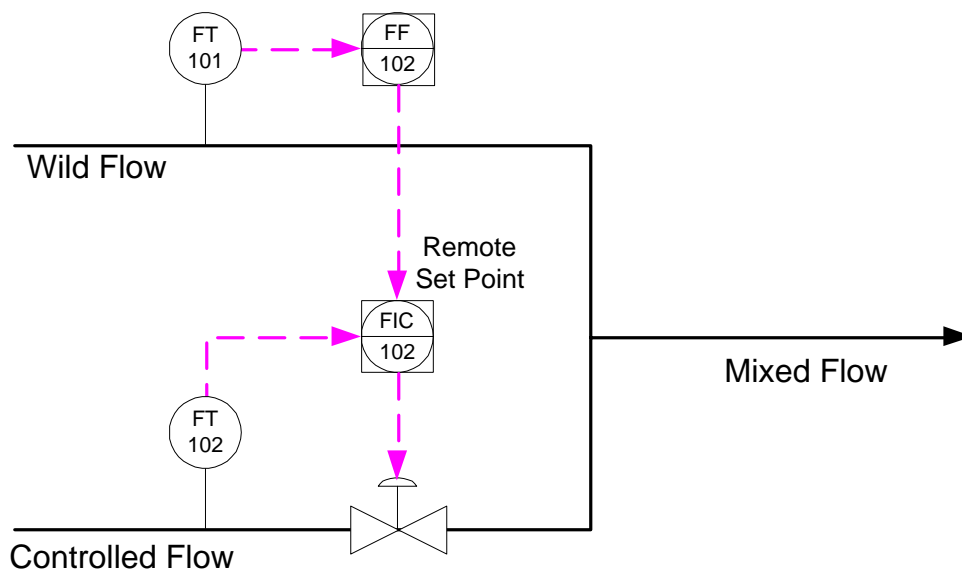 FT
101
FF
102
Wild Flow
Remote
Set Point
FIC
102
Mixed Flow
FT
102
Controlled Flow